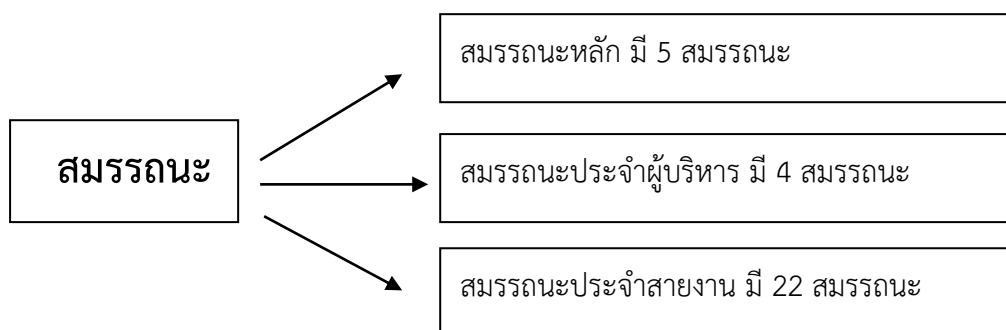 สมรรถนะ
สมรรถนะหลัก มี 5 สมรรถนะ
สมรรถนะประจำผู้บริหาร มี 4 สมรรถนะ
สมรรถนะประจำสายงาน มี 22 สมรรถนะ